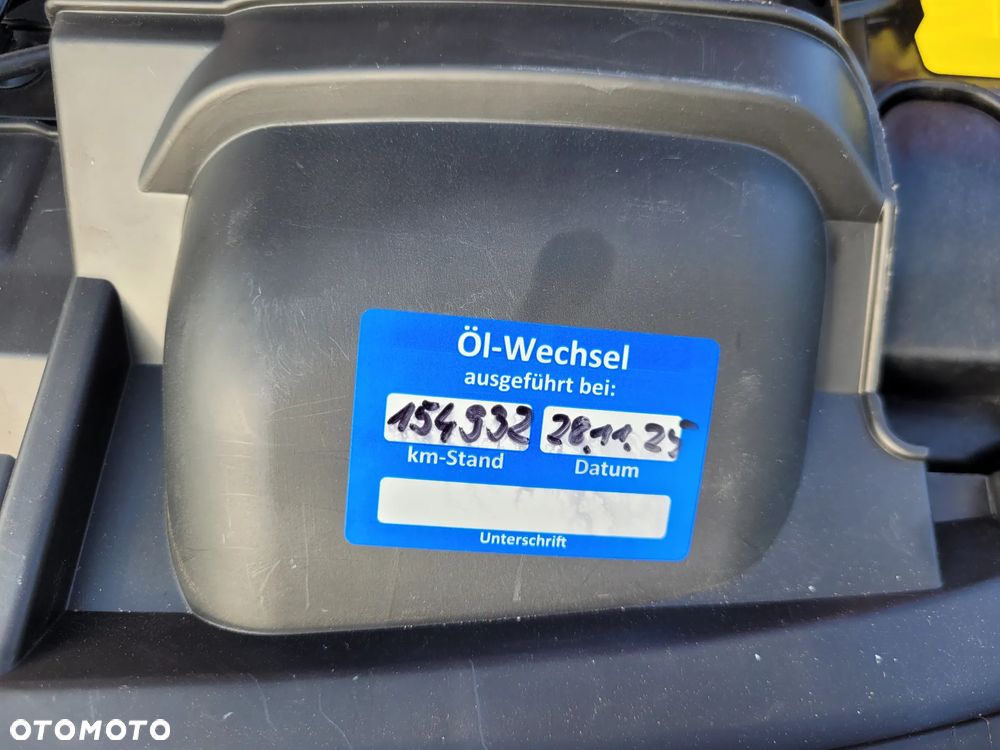 Öl-Wechsel
ausgeführt bei:
154932 28.11.25
km-Stand Datum
Unterschrift
OTOMOTO